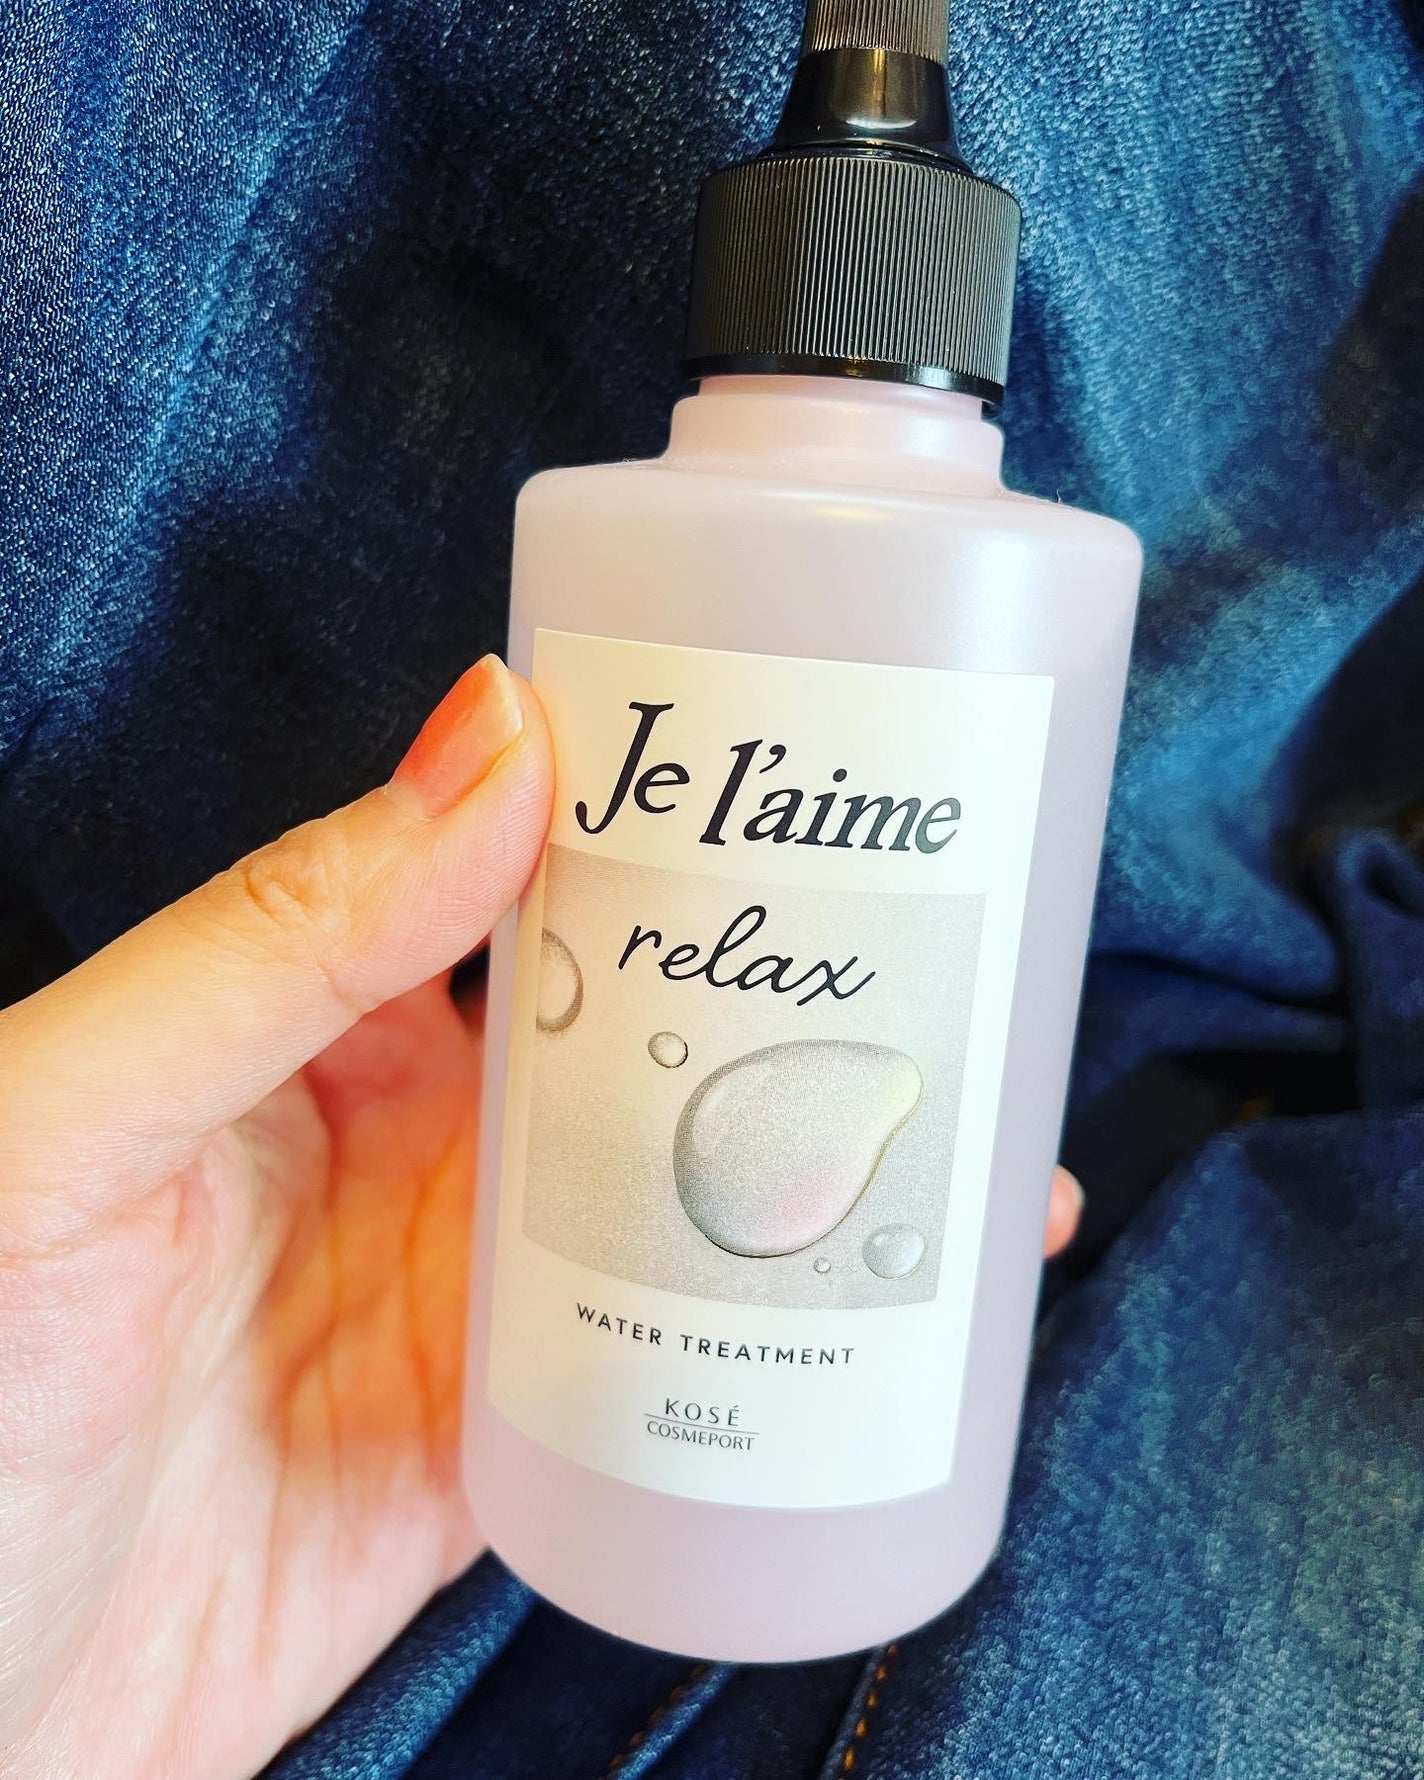 Je l'aime
relax
WATER TREATMENT
KOSÉ
COSMEPORT